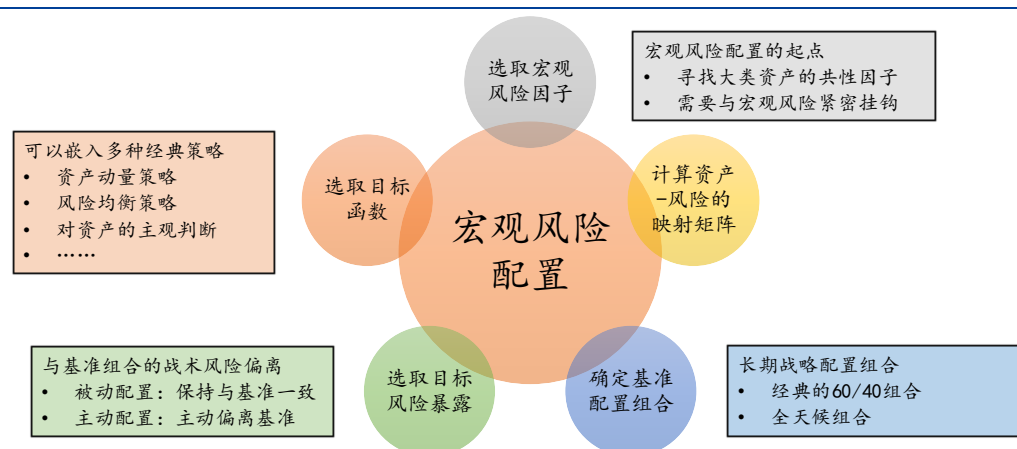 选取宏观
风险因子
宏观风险配置的起点
• 寻找大类资产的共性因子
• 需要与宏观风险紧密挂钩
可以嵌入多种经典策略
• 资产动量策略
• 风险均衡策略
• 对资产的主观判断
• ……
选取目标
函数
计算资产
-风险的
映射矩阵
宏观风险
配置
与基准组合的战术风险偏离
• 被动配置：保持与基准一致
• 主动配置：主动偏离基准
选取目标
风险暴露
确定基准
配置组合
长期战略配置组合
• 经典的60/40组合
• 全天候组合